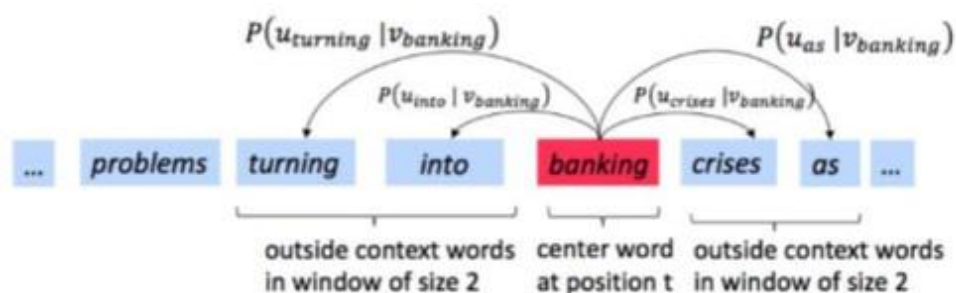 P(u_turning | v_banking) P(u_as | v_banking)
P(u_into | v_banking) P(u_crises | v_banking)
... problems turning into banking crises as ...
outside context words center word outside context words
in window of size 2 at position t in window of size 2